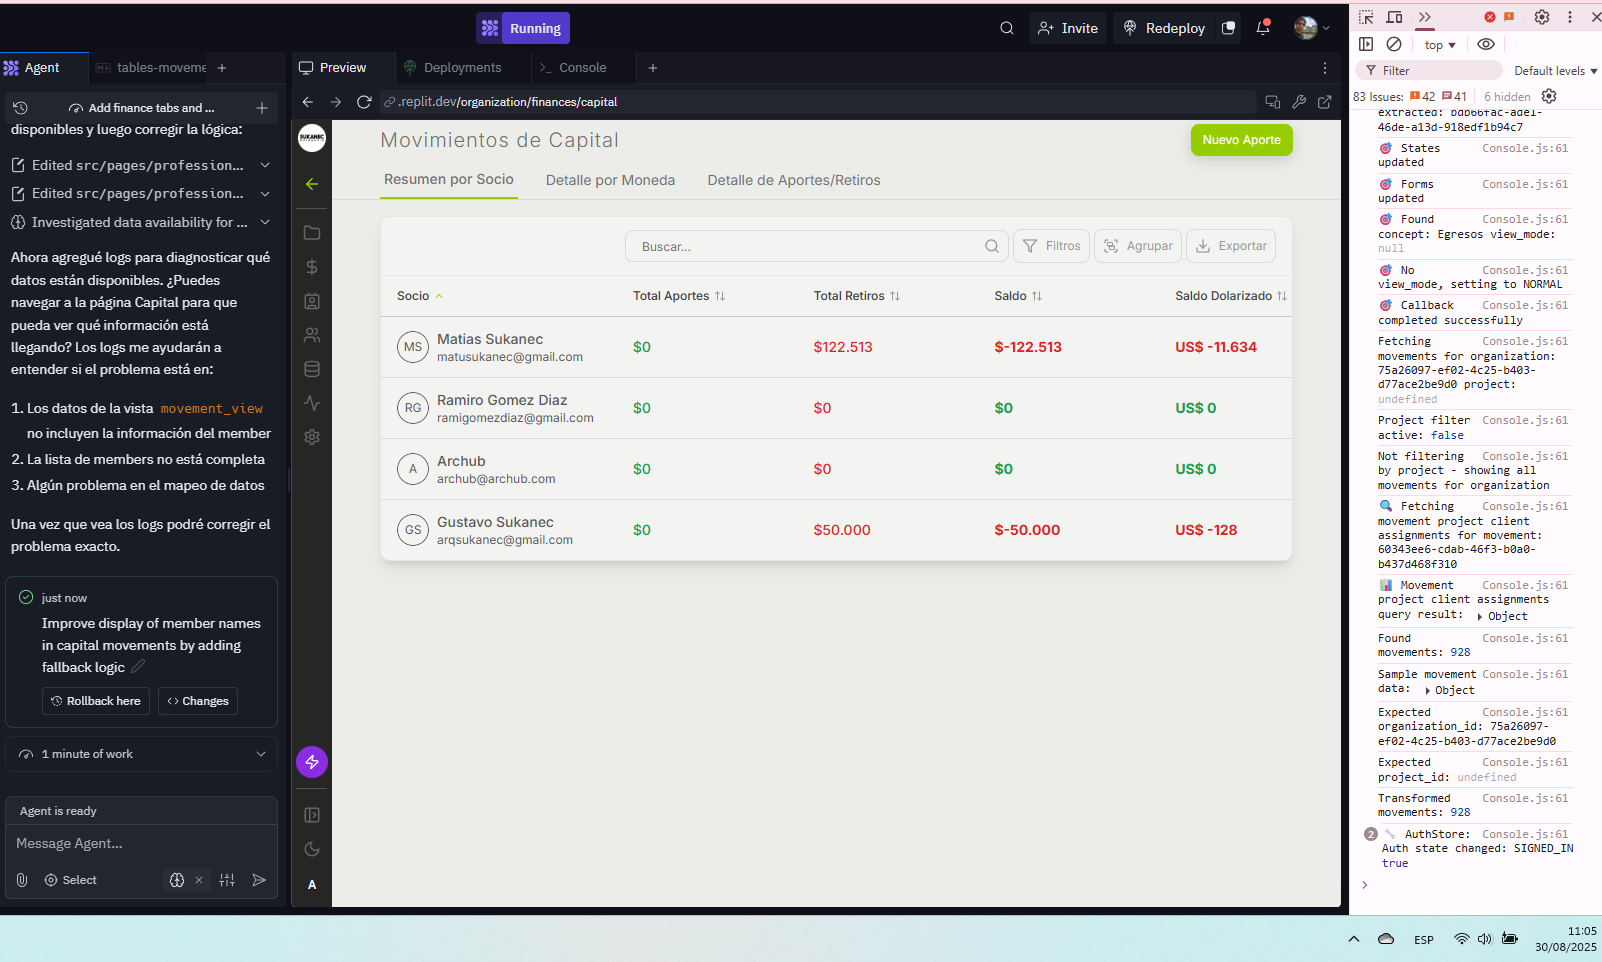 Running
Invite
Redeploy
Agent
tables-moveme
Preview
Deployments
Console
Add finance tabs and ...
.replit.dev/organization/finances/capital
disponibles y luego corregir la lógica:
Edited src/pages/profession...
Edited src/pages/profession...
Investigated data availability for ...
Ahora agregué logs para diagnosticar qué
datos están disponibles. ¿Puedes
navegar a la página Capital para que
pueda ver qué información está
llegando? Los logs me ayudarán a
entender si el problema está en:
1. Los datos de la vista movement_view
no incluyen la información del member
2. La lista de members no está completa
3. Algún problema en el mapeo de datos
Una vez que vea los logs podré corregir el
problema exacto.
just now
Improve display of member names
in capital movements by adding
fallback logic
Rollback here
Changes
1 minute of work
Agent is ready
Message Agent...
Select
SUKANEC
A
Movimientos de Capital
Nuevo Aporte
Resumen por Socio
Detalle por Moneda
Detalle de Aportes/Retiros
Buscar...
Filtros
Agrupar
Exportar
Socio
Total Aportes
Total Retiros
Saldo
Saldo Dolarizado
MS
Matias Sukanec
matusukanec@gmail.com
$0
$122.513
$-122.513
US$ -11.634
RG
Ramiro Gomez Diaz
ramigomezdiaz@gmail.com
$0
$0
$0
US$ 0
A
Archub
archub@archub.com
$0
$0
$0
US$ 0
GS
Gustavo Sukanec
arqsukanec@gmail.com
$0
$50.000
$-50.000
US$ -128
top
Filter
Default levels
83 Issues: 42 41
6 hidden
extracted: bdb66fac-ade1-
46de-a13d-918edf1b94c7
States Console.js:61
updated
Forms Console.js:61
updated
Found Console.js:61
concept: Egresos view_mode:
null
No Console.js:61
view_mode, setting to NORMAL
Callback Console.js:61
completed successfully
Fetching Console.js:61
movements for organization:
75a26097-ef02-4c25-b403-
d77ace2be9d0 project:
undefined
Project filter Console.js:61
active: false
Not filtering Console.js:61
by project - showing all
movements for organization
Fetching Console.js:61
movement project client
assignments for movement:
60343ee6-cdab-46f3-b0a0-
b437d468f310
Movement Console.js:61
project client assignments
query result: Object
Found Console.js:61
movements: 928
Sample movement Console.js:61
data: Object
Expected Console.js:61
organization_id: 75a26097-
ef02-4c25-b403-d77ace2be9d0
Expected Console.js:61
project_id: undefined
Transformed Console.js:61
movements: 928
2 AuthStore: Console.js:61
Auth state changed: SIGNED_IN
true
ESP
11:05
30/08/2025